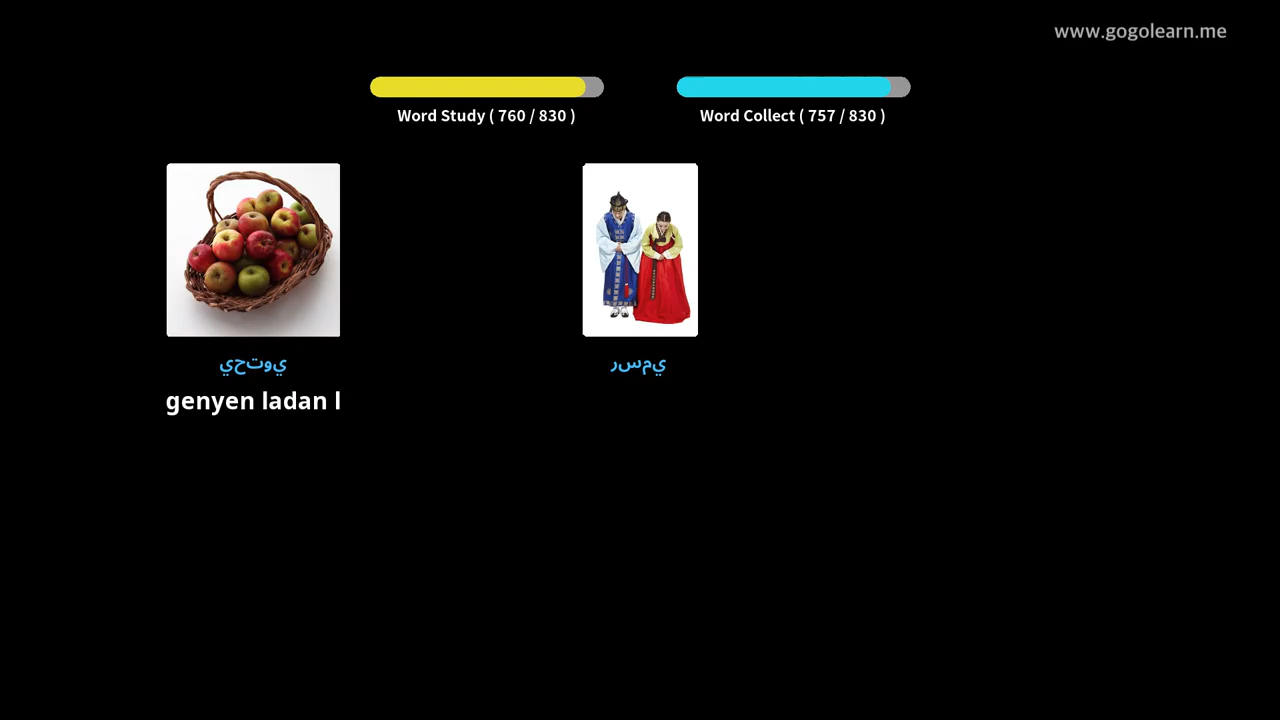 www.gogolearn.me
Word Study ( 760 / 830 )
Word Collect ( 757 / 830 )
يحتوي
genyen ladan l
رسمي